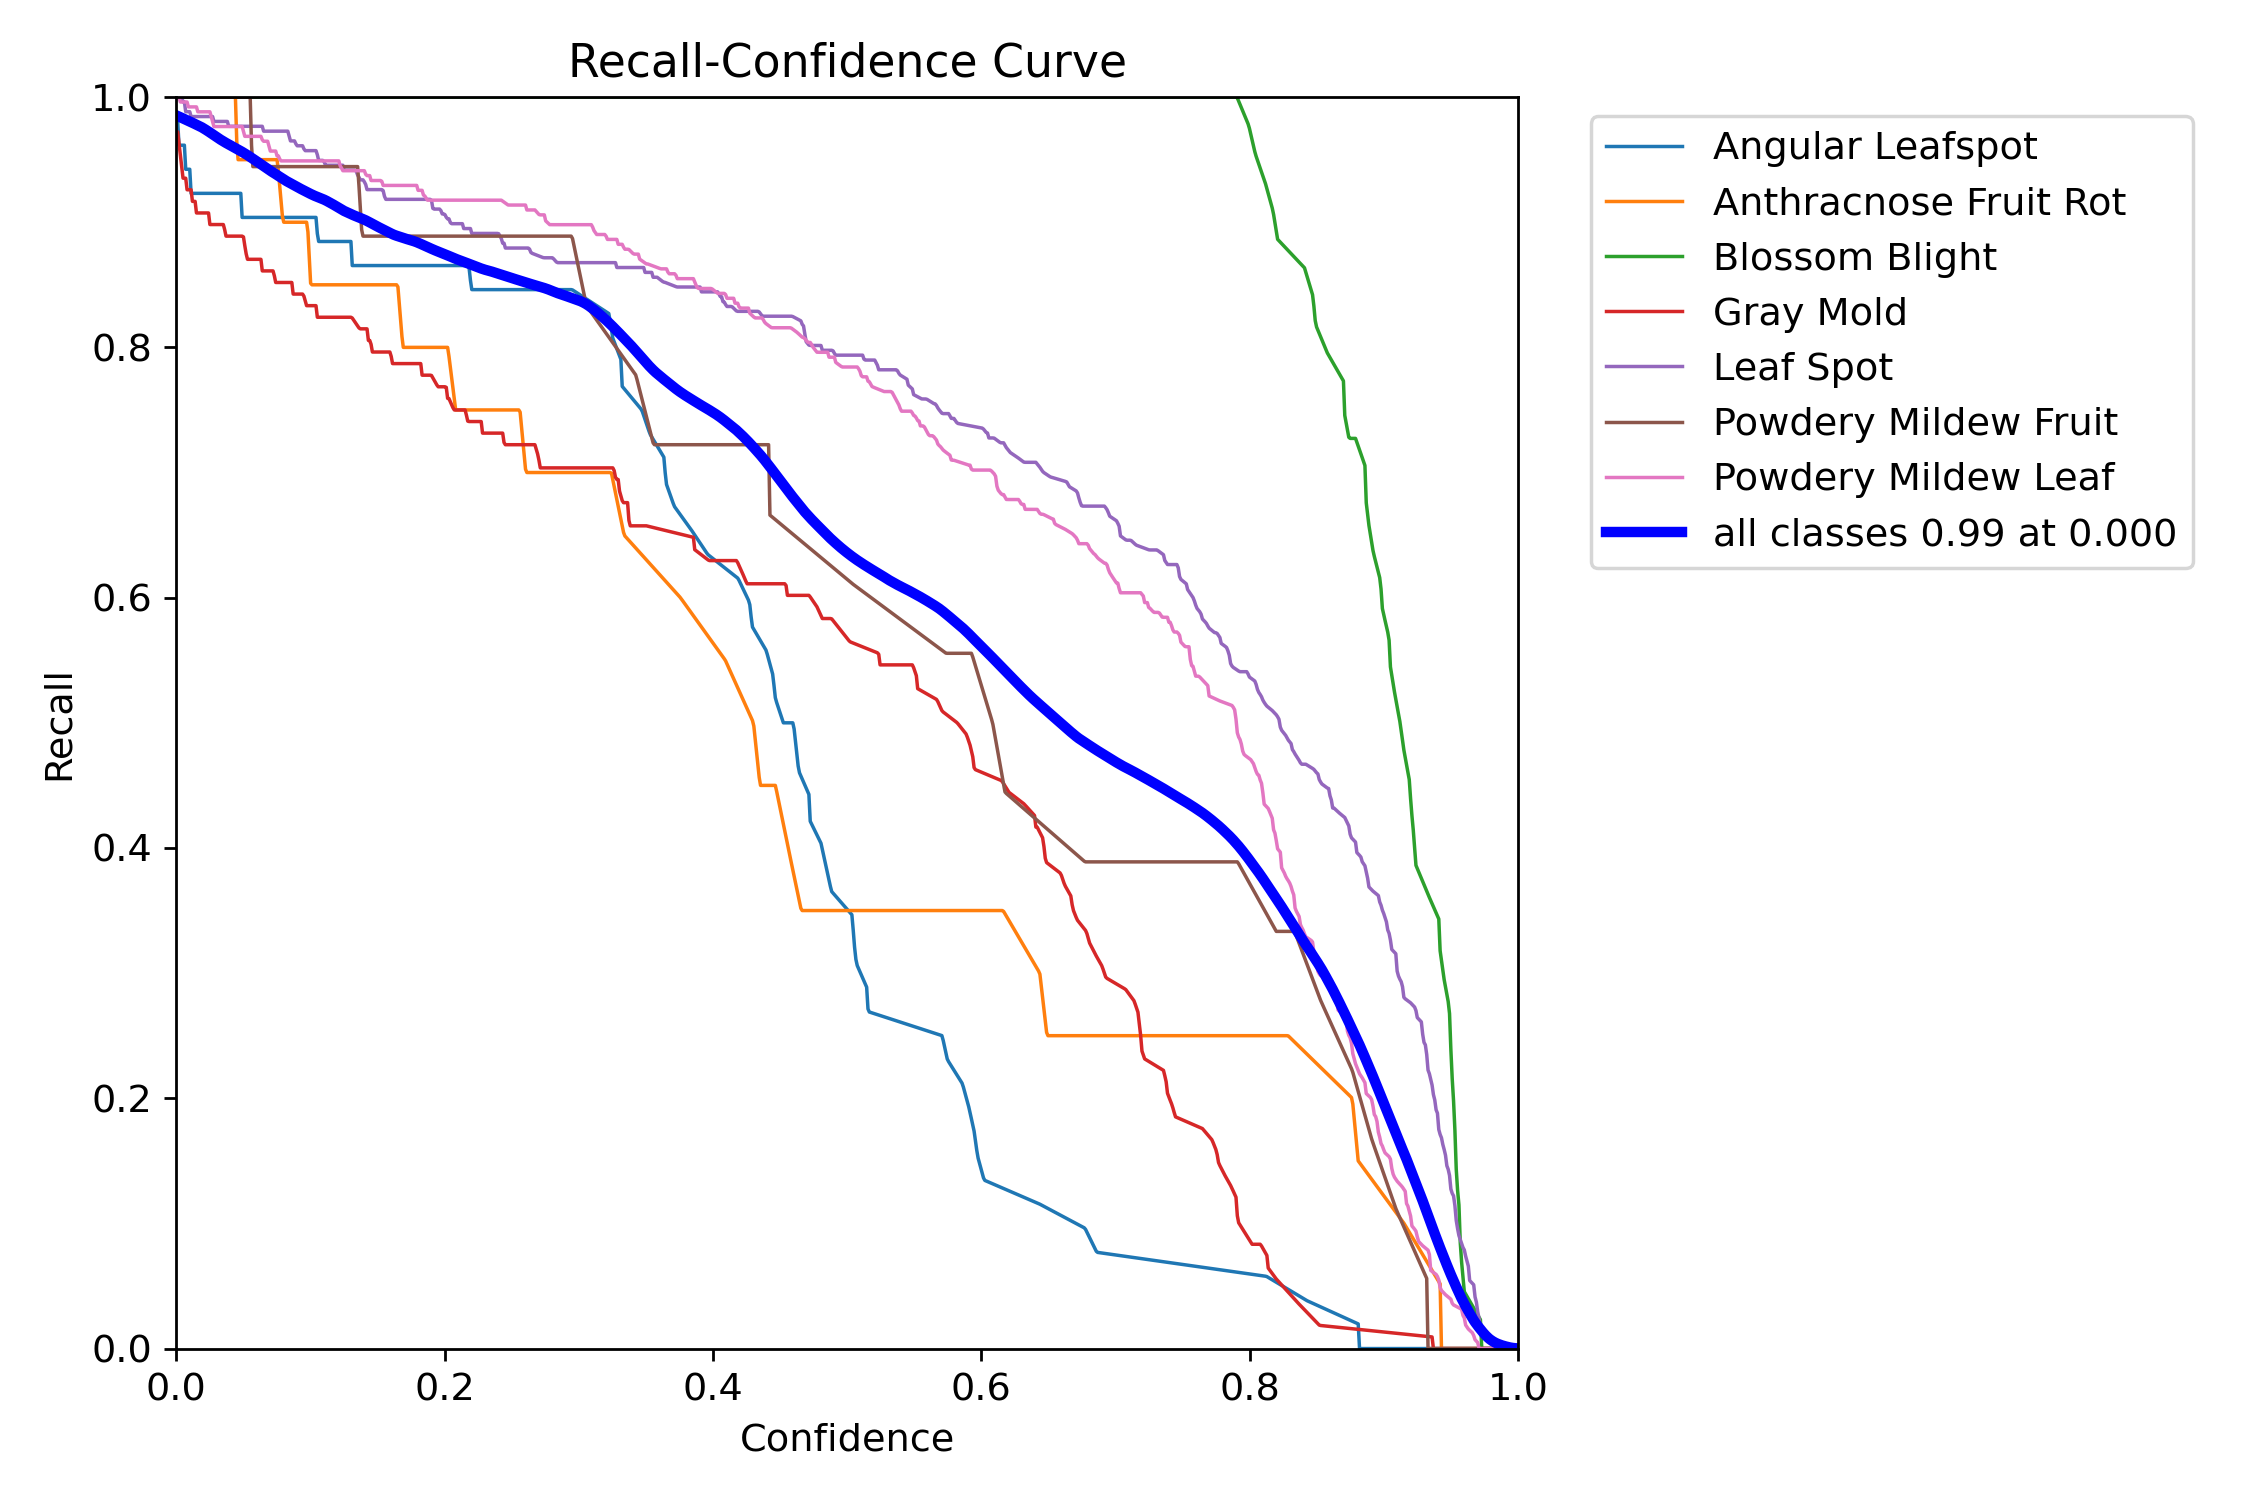 Recall-Confidence Curve
1.0
0.8
0.6
0.4
0.2
0.0
Recall
0.0 0.2 0.4 0.6 0.8 1.0
Confidence
Angular Leafspot
Anthracnose Fruit Rot
Blossom Blight
Gray Mold
Leaf Spot
Powdery Mildew Fruit
Powdery Mildew Leaf
all classes 0.99 at 0.000